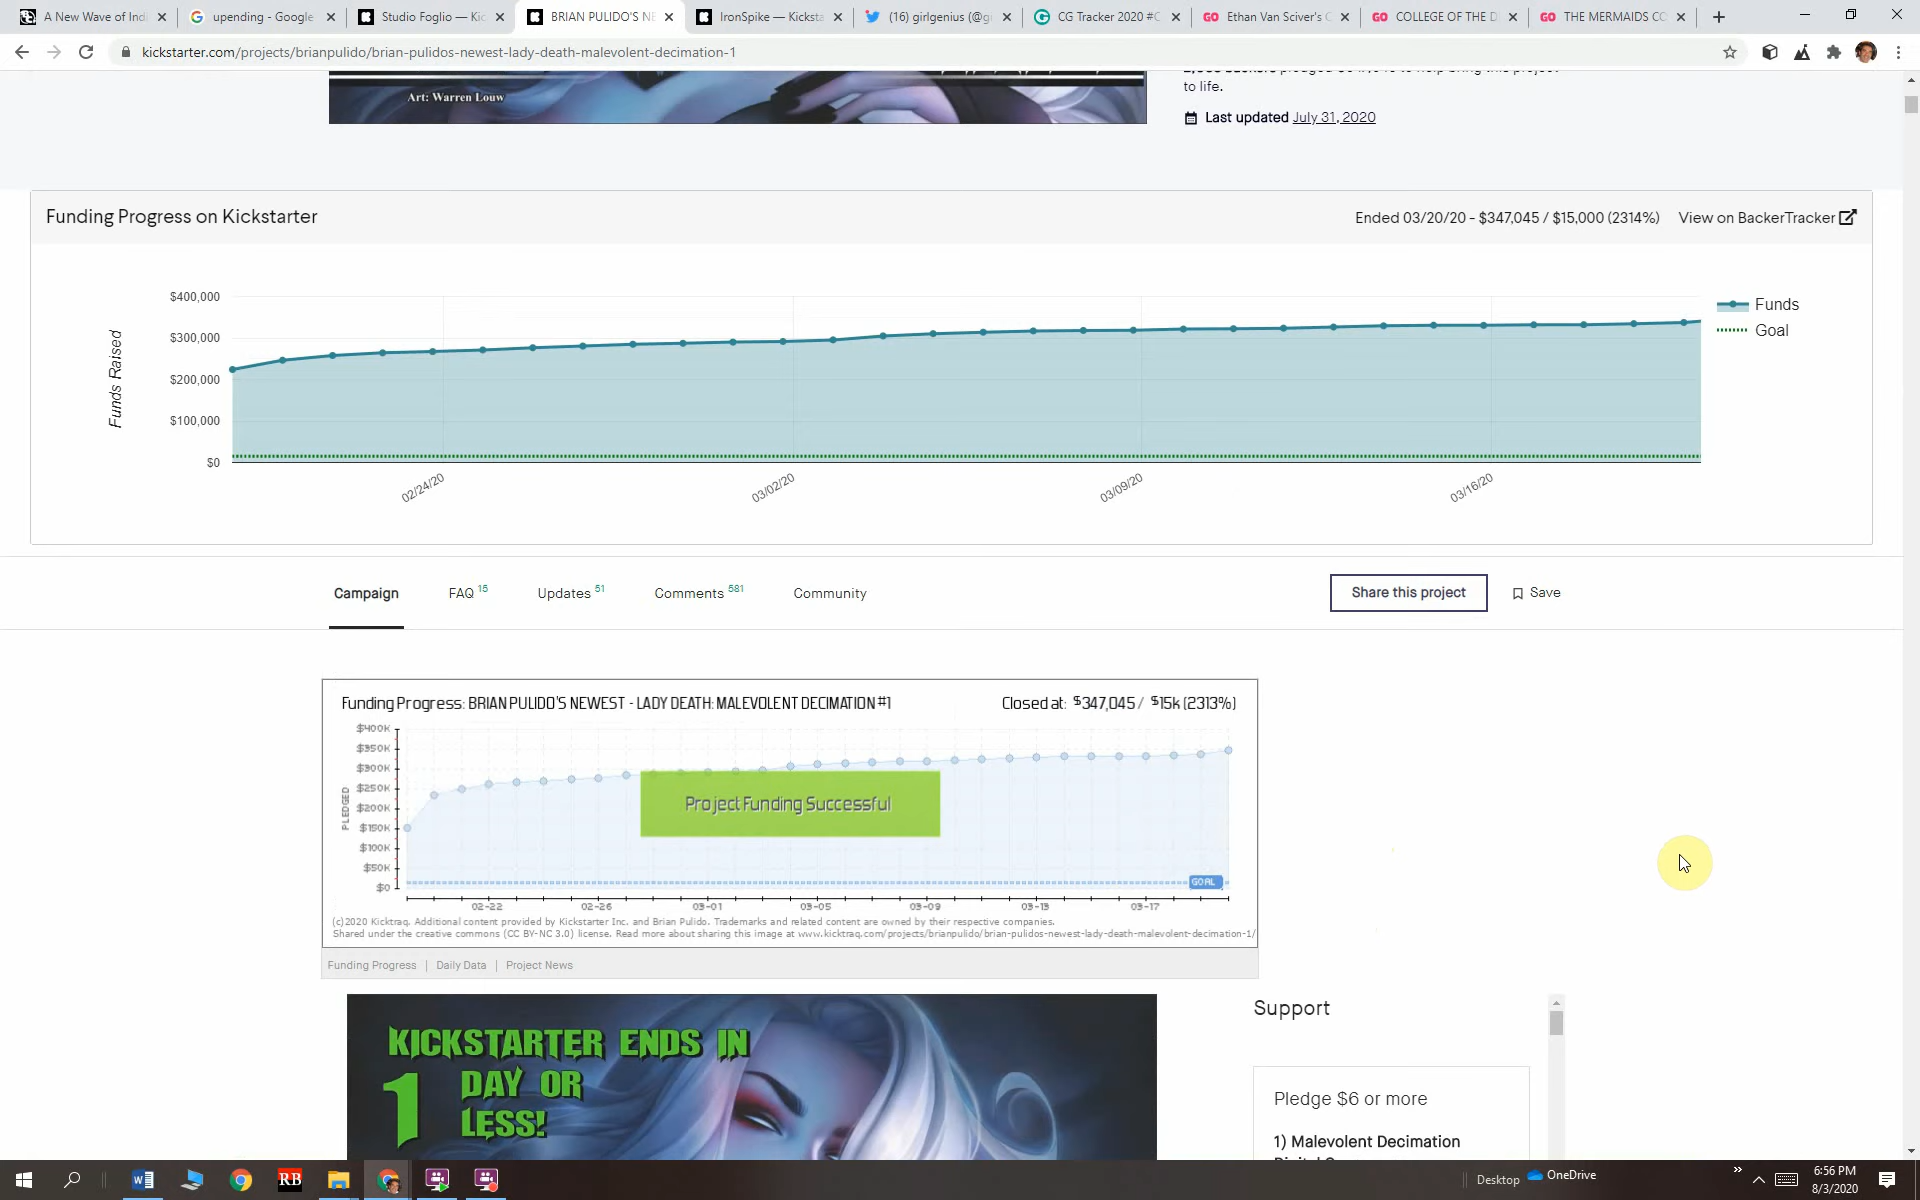 A New Wave of Indi
upending - Google
Studio Foglio — Kic
BRIAN PULIDO'S NE
IronSpike — Kicksta
(16) girlgenius (@gi
CG Tracker 2020 #C
GO Ethan Van Sciver's C
GO COLLEGE OF THE D
GO THE MERMAIDS CO
kickstarter.com/projects/brianpulido/brian-pulidos-newest-lady-death-malevolent-decimation-1
Art: Warren Louw
to life.
Last updated July 31, 2020
Funding Progress on Kickstarter
Ended 03/20/20 - $347,045 / $15,000 (2314%)
View on BackerTracker
Funds Raised
$400,000
$300,000
$200,000
$100,000
$0
02/24/20
03/02/20
03/09/20
03/16/20
Funds
Goal
Campaign
FAQ 15
Updates 51
Comments 581
Community
Share this project
Save
Funding Progress: BRIAN PULIDO'S NEWEST - LADY DEATH: MALEVOLENT DECIMATION #1
Closed at: $347,045 / $15k (2313%)
PLEDGED
$400K
$350K
$300K
$250K
$200K
$150K
$100K
$50K
$0
Project Funding Successful
GOAL
02-22
02-26
03-01
03-05
03-09
03-13
03-17
(c)2020 Kicktraq. Additional content provided by Kickstarter Inc. and Brian Pulido. Trademarks and related content are owned by their respective companies.
Shared under the creative commons (CC BY-NC 3.0) license. Read more about sharing this image at www.kicktraq.com/projects/brianpulido/brian-pulidos-newest-lady-death-malevolent-decimation-1/
Funding Progress | Daily Data | Project News
KICKSTARTER ENDS IN
1 DAY OR
LESS!
Support
Pledge $6 or more
1) Malevolent Decimation
RB
Desktop
OneDrive
6:56 PM
8/3/2020